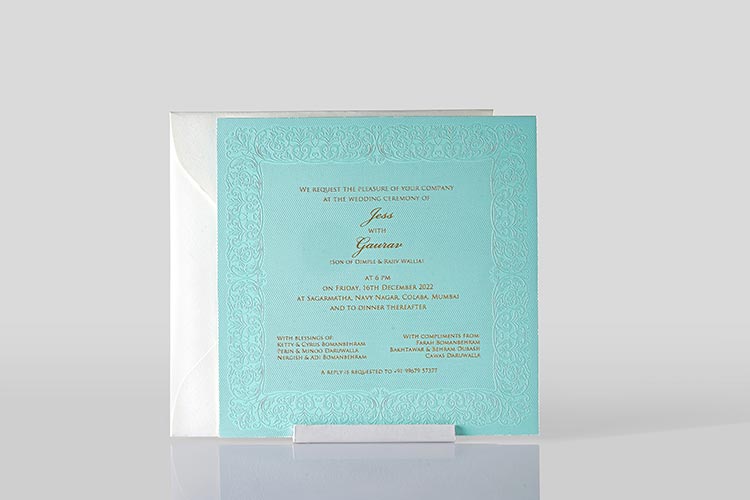 We request the pleasure of your company
at the wedding ceremony of
Jess
with
Gaurav
(Son of Dimple & Rajiv Wallia)
at 6 pm
on Friday, 16th December 2022
at Sagarmatha, Navy Nagar, Colaba, Mumbai
and to dinner thereafter
With blessings of:
Ketty & Cyrus Bomanbehram
Perin & Minoo Daruwalla
Nergish & Adi Bomanbehram
With compliments from:
Farah Bomanbehram
Bakhtawar & Behram Dubash
Cawas Daruwalla
A reply is requested to +91 99679 57377